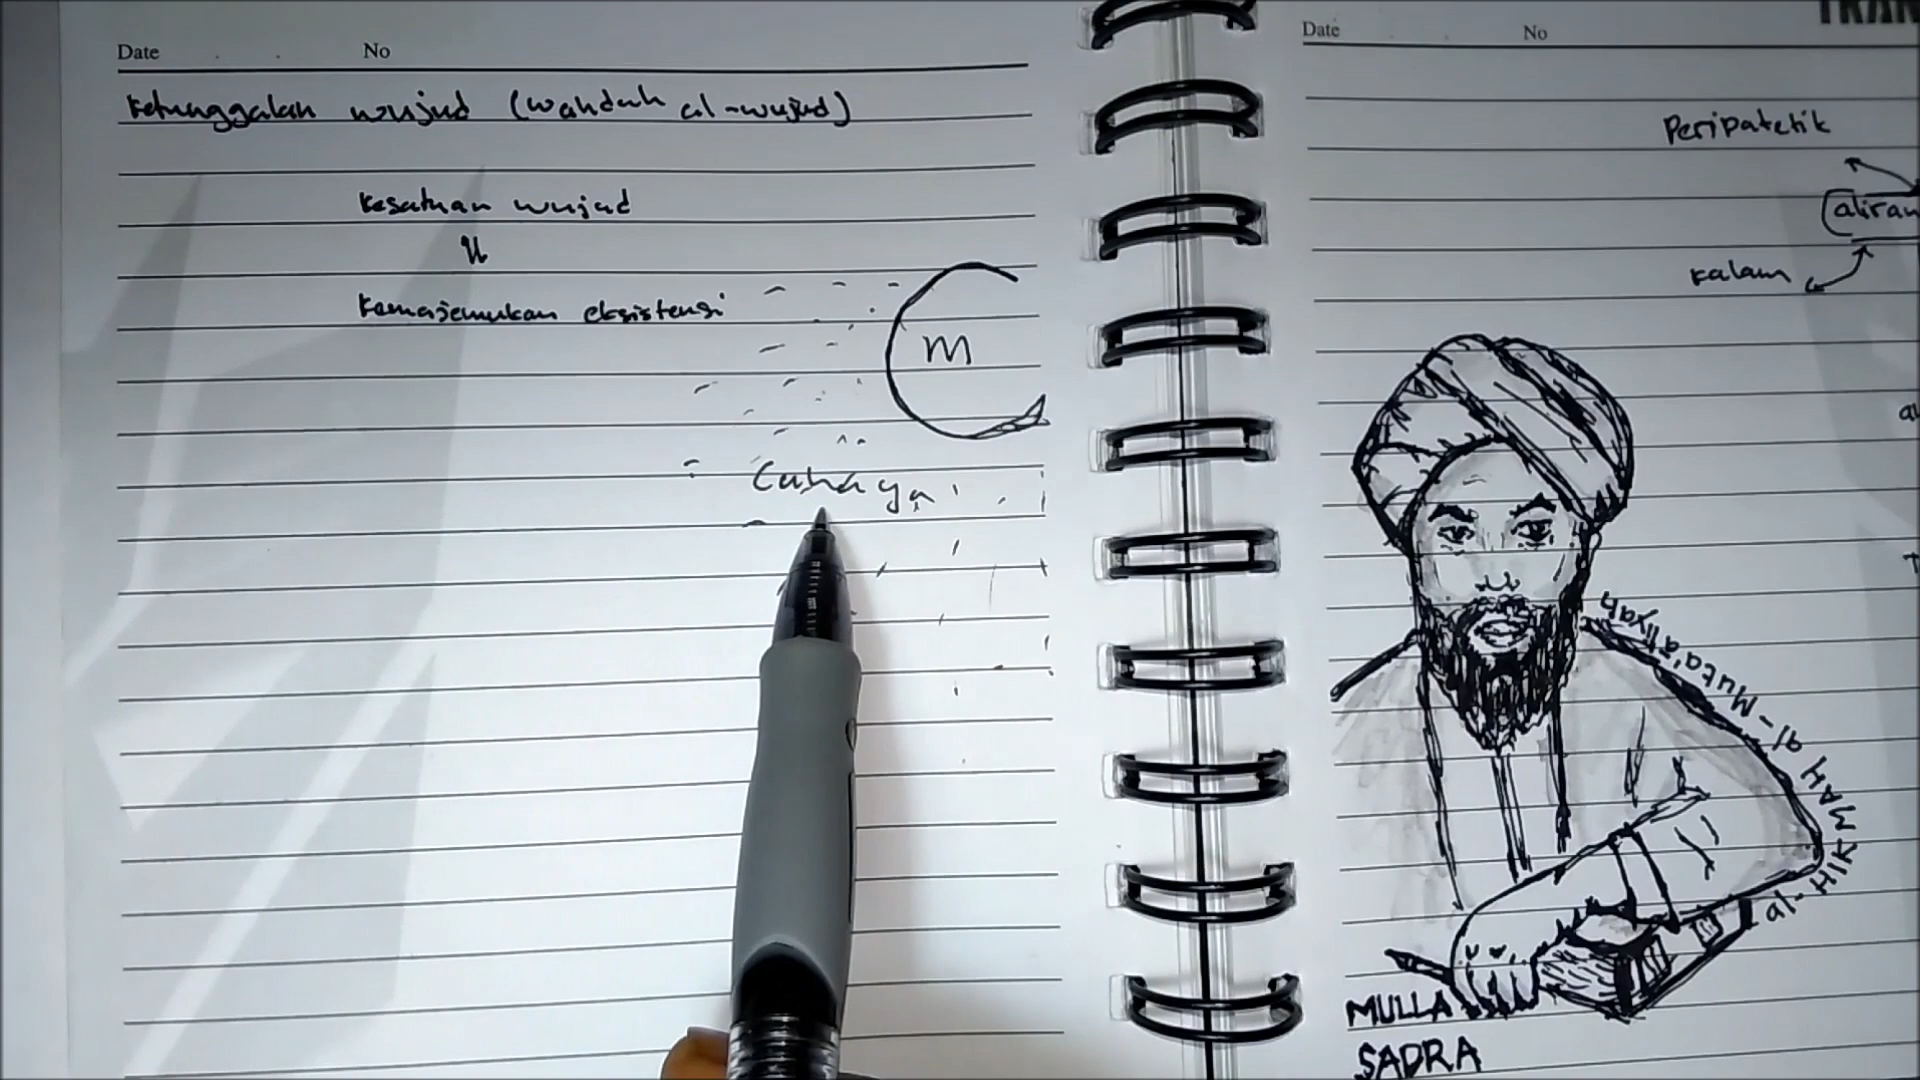 Date No
ketunggalan wujud (wahdah al-wujud)
kesatuan wujud
kemajemukan eksistensi
m
Cahaya
TRAN
Date No
Peripatetik
aliran
kalam
al-HIKMAH al-Muta'aliyah
MULLA
SADRA